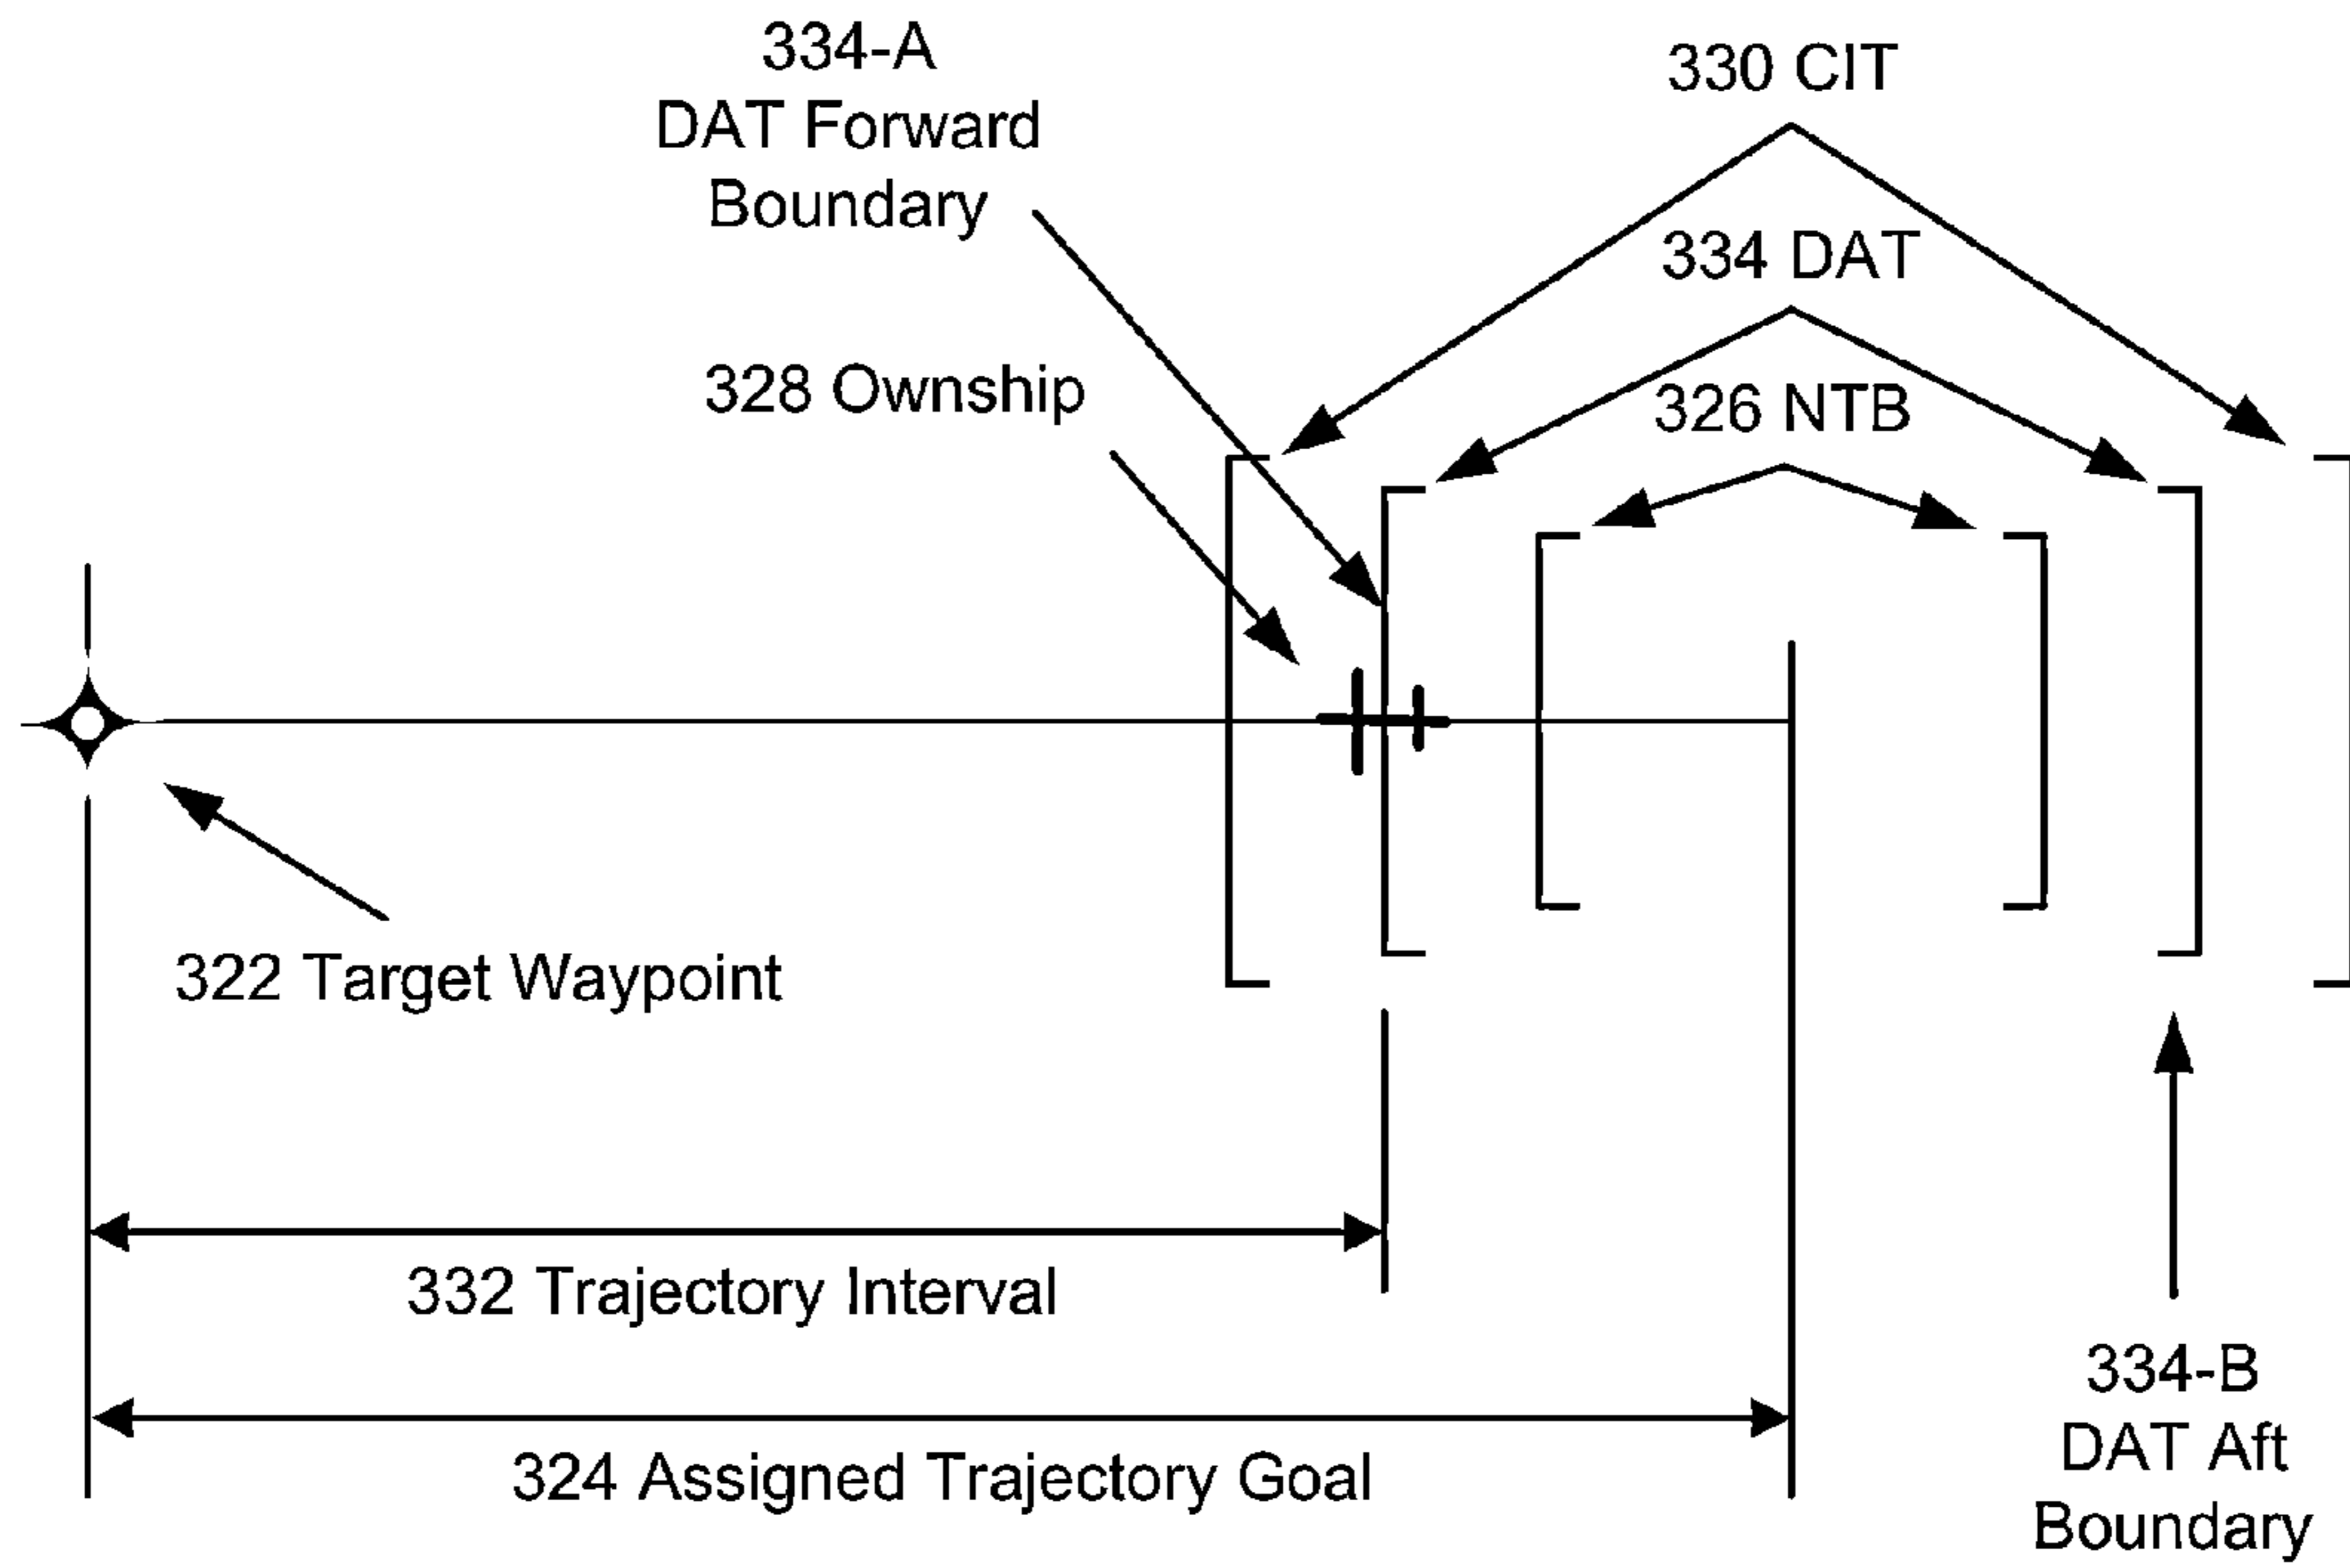 334-A
DAT Forward
Boundary
330 CIT
334 DAT
328 Ownship
326 NTB
322 Target Waypoint
332 Trajectory Interval
324 Assigned Trajectory Goal
334-B
DAT Aft
Boundary